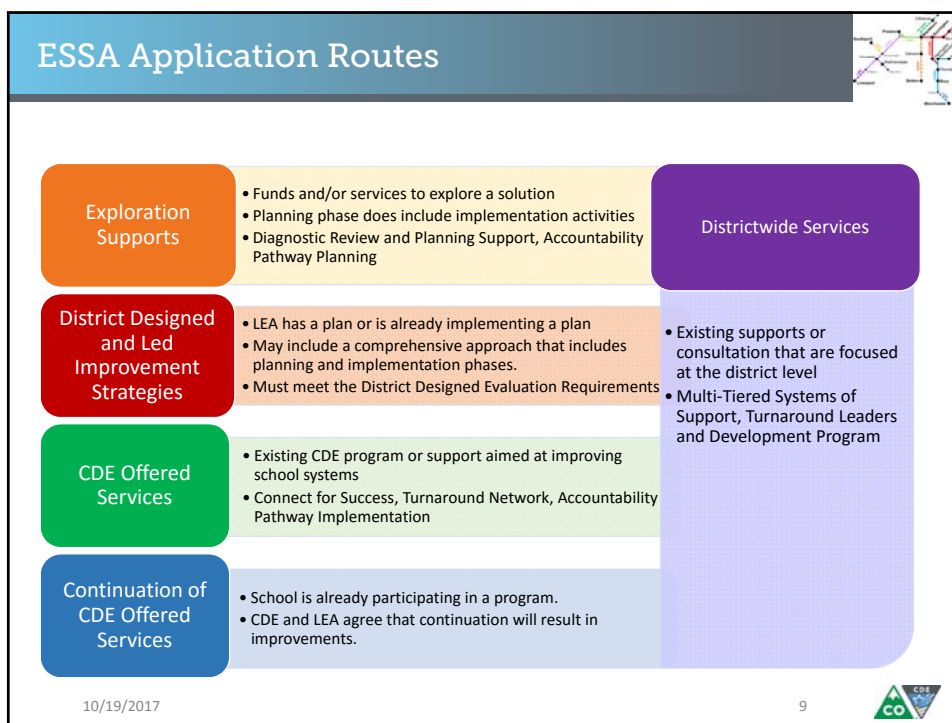 ESSA Application Routes
Exploration
Supports
• Funds and/or services to explore a solution
• Planning phase does include implementation activities
• Diagnostic Review and Planning Support, Accountability
Pathway Planning
District Designed
and Led
Improvement
Strategies
• LEA has a plan or is already implementing a plan
• May include a comprehensive approach that includes
planning and implementation phases.
• Must meet the District Designed Evaluation Requirements
CDE Offered
Services
• Existing CDE program or support aimed at improving
school systems
• Connect for Success, Turnaround Network, Accountability
Pathway Implementation
Continuation of
CDE Offered
Services
• School is already participating in a program.
• CDE and LEA agree that continuation will result in
improvements.
Districtwide Services
• Existing supports or
consultation that are focused
at the district level
• Multi-Tiered Systems of
Support, Turnaround Leaders
and Development Program
10/19/2017
9
CO
CDE